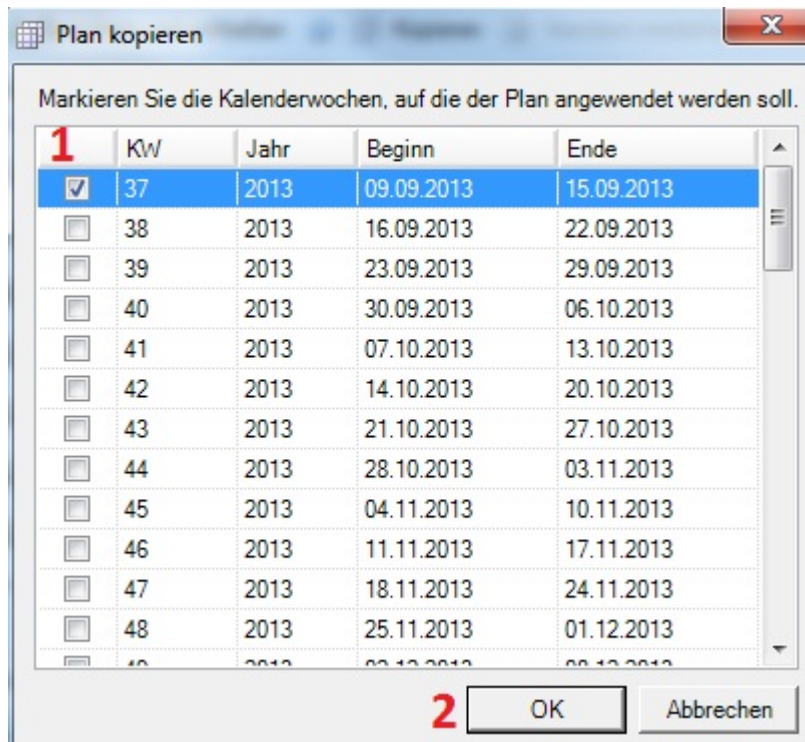 Plan kopieren
Markieren Sie die Kalenderwochen, auf die der Plan angewendet werden soll.
1 KW Jahr Beginn Ende
37 2013 09.09.2013 15.09.2013
38 2013 16.09.2013 22.09.2013
39 2013 23.09.2013 29.09.2013
40 2013 30.09.2013 06.10.2013
41 2013 07.10.2013 13.10.2013
42 2013 14.10.2013 20.10.2013
43 2013 21.10.2013 27.10.2013
44 2013 28.10.2013 03.11.2013
45 2013 04.11.2013 10.11.2013
46 2013 11.11.2013 17.11.2013
47 2013 18.11.2013 24.11.2013
48 2013 25.11.2013 01.12.2013
2 OK Abbrechen